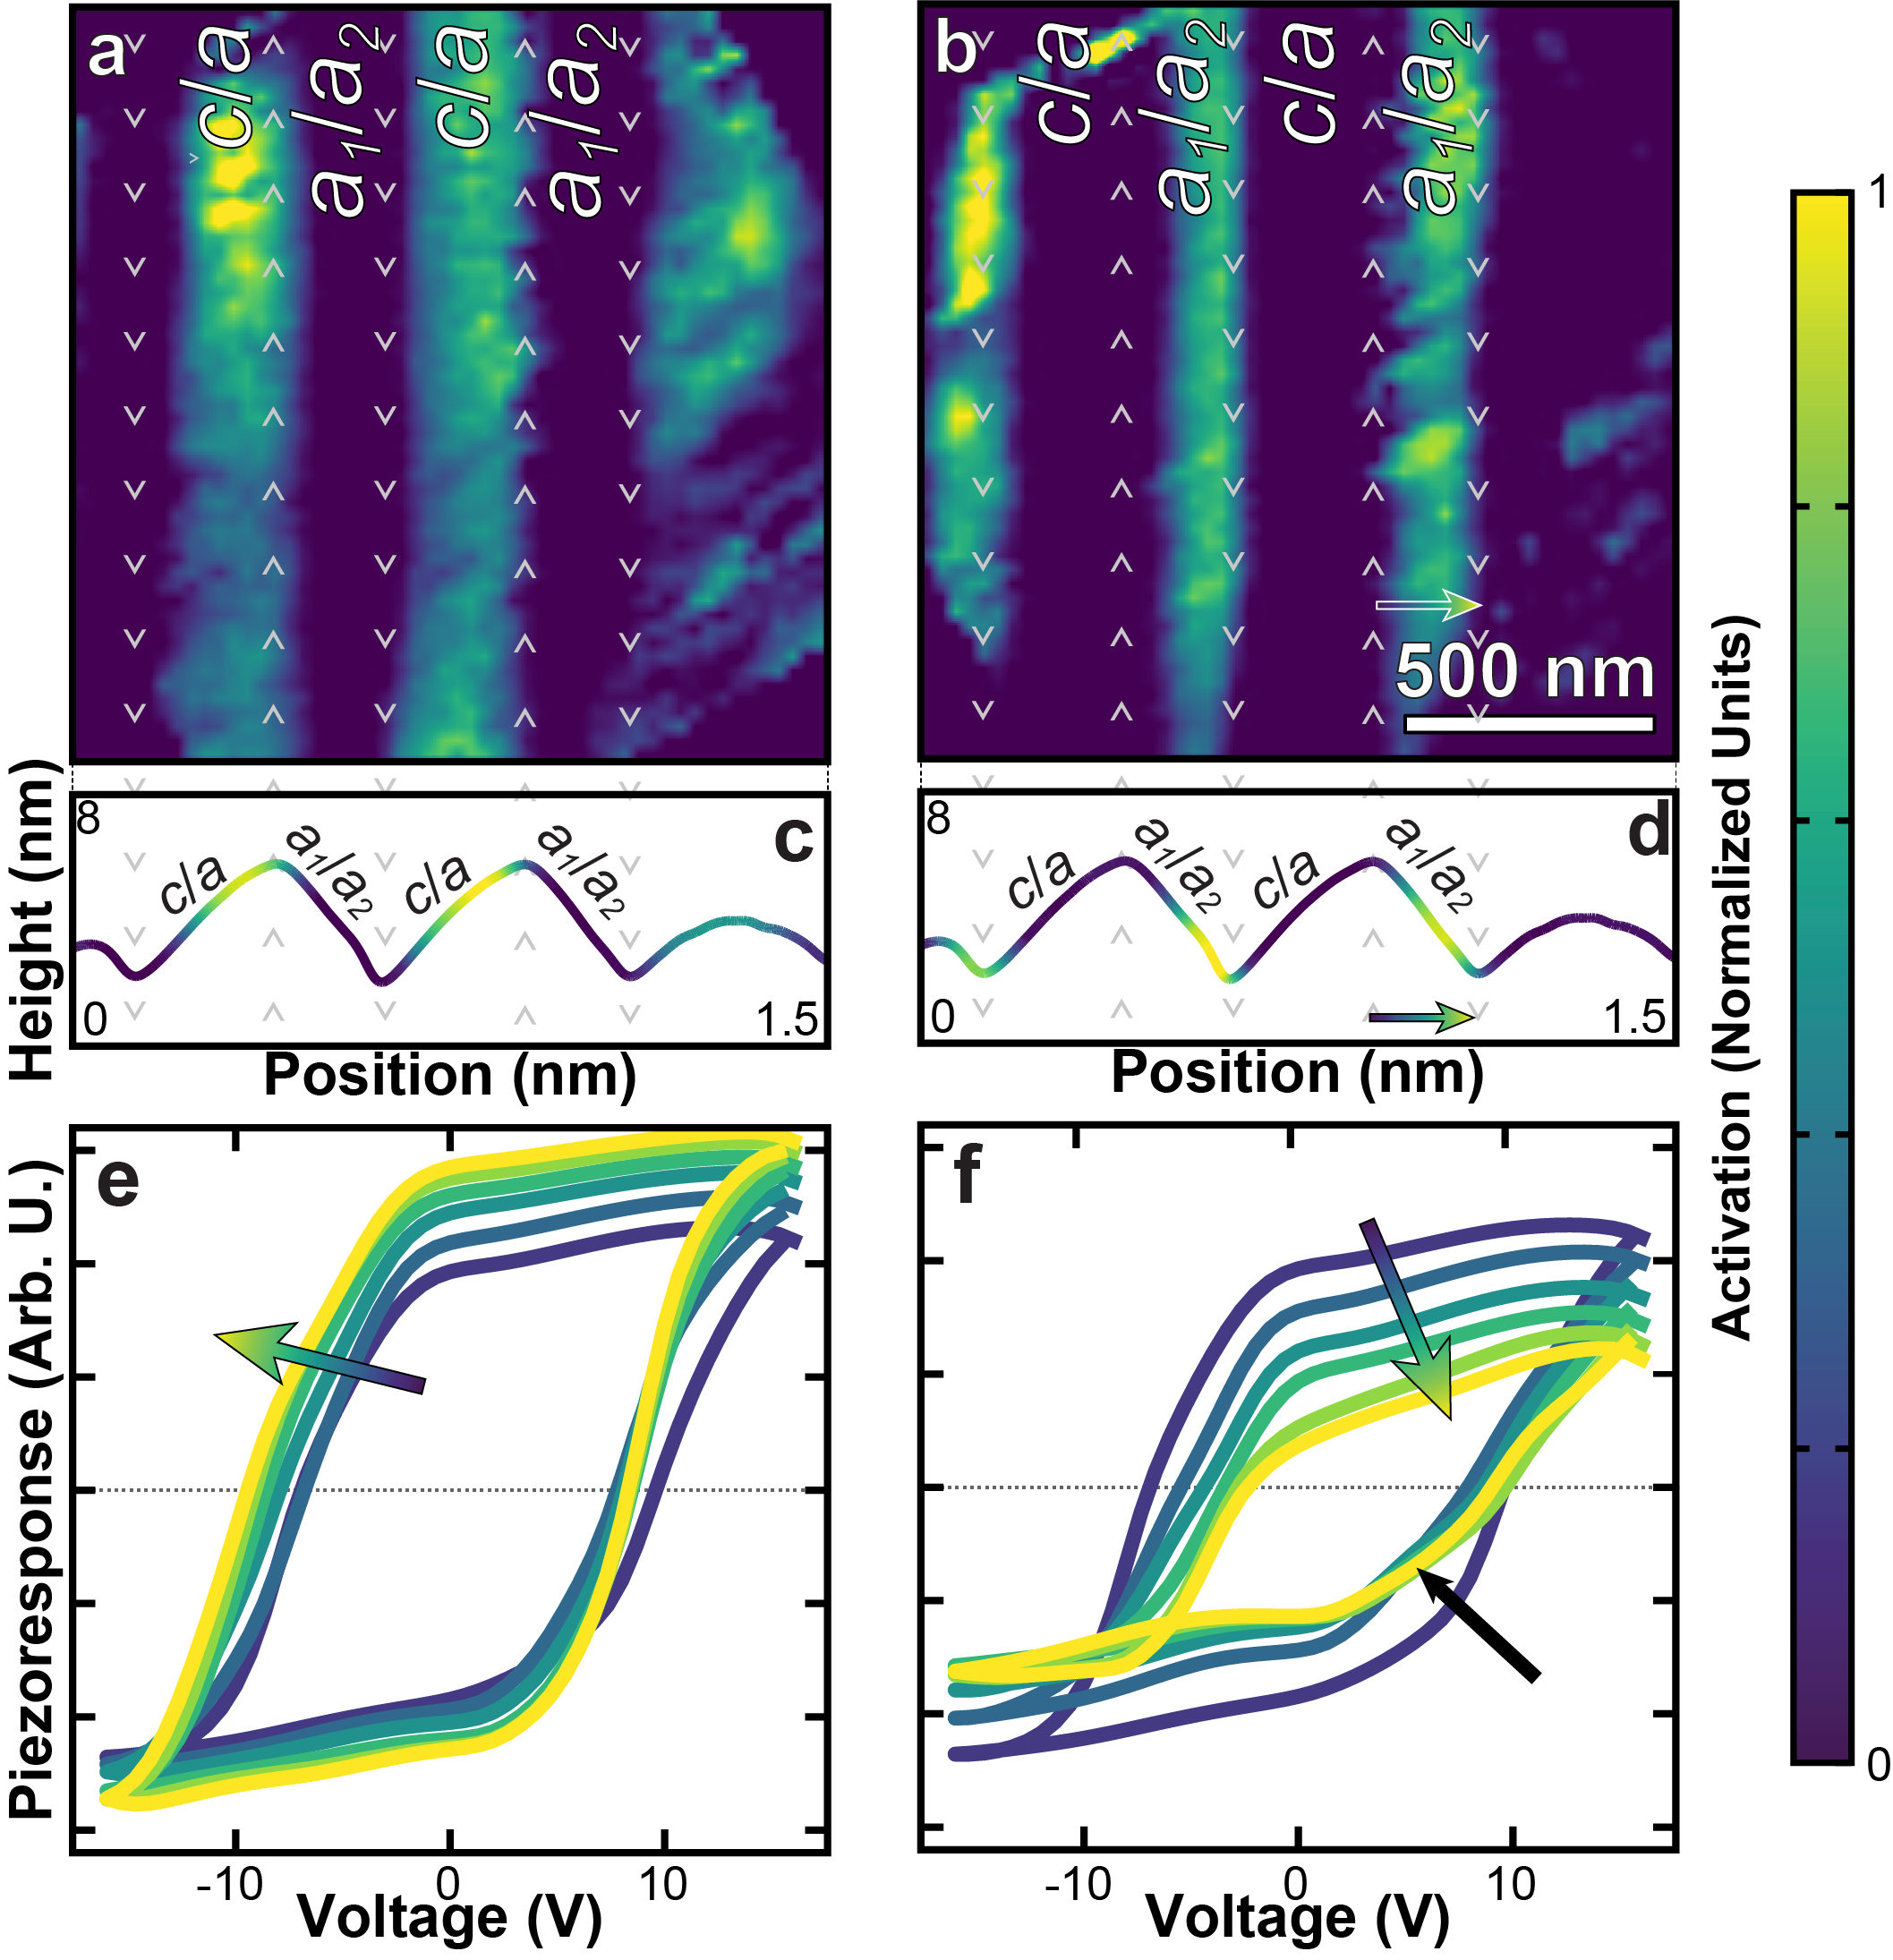 a
c/a
a1/a2
c/a
a1/a2
b
c/a
a1/a2
c/a
a1/a2
500 nm
1
Activation (Normalized Units)
0
Height (nm)
8
c/a
a1/a2
c/a
a1/a2
c
0
1.5
Position (nm)
8
c/a
a1/a2
c/a
a1/a2
d
0
1.5
Position (nm)
Piezoresponse (Arb. U.)
e
-10
0
10
Voltage (V)
f
-10
0
10
Voltage (V)